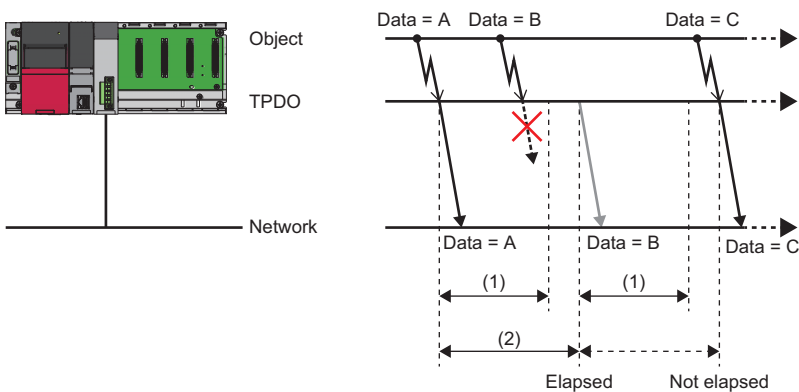 Data = A Data = B Data = C
Object
TPDO
Network
Data = A Data = B Data = C
(1) (1)
(2)
Elapsed Not elapsed